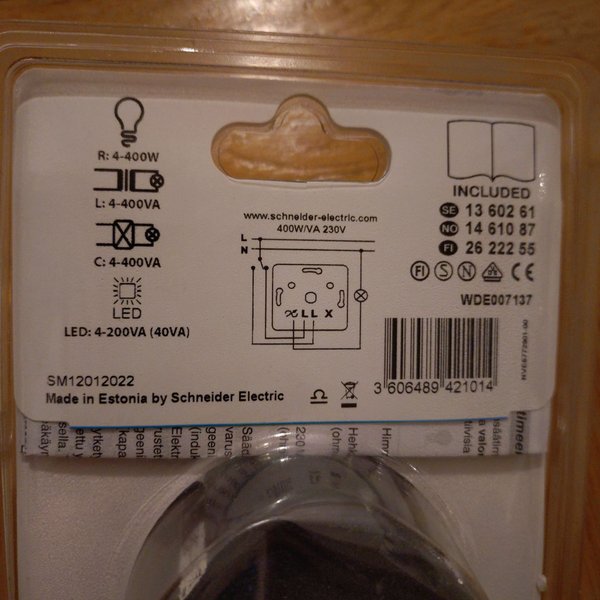 R: 4-400W
L: 4-400VA
C: 4-400VA
LED
LED: 4-200VA (40VA)
www.schneider-electric.com
400W/VA 230V
L
N
L L X
INCLUDED
SE 13 602 61
NO 14 610 87
FI 26 222 55
FI S N CE
WDE007137
3 606489 421014
SM12012022
Made in Estonia by Schneider Electric